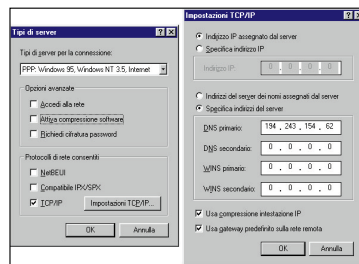 Tipi di server
Tipi di server per la connessione:
PPP: Windows 95, Windows NT 3.5, Internet
Opzioni avanzate
Accedi alla rete
Attiva compressione software
Richiedi cifratura password
Protocolli di rete consentiti
NetBEUI
Compatibile IPX/SPX
TCP/IP
Impostazioni TCP/IP...
OK
Annulla
Impostazioni TCP/IP
Indirizzo IP assegnato dal server
Specifica indirizzo IP
Indirizzo IP: 0 . 0 . 0 . 0
Indirizzi del server dei nomi assegnati dal server
Specifica indirizzi del server
DNS primario: 194 . 243 . 154 . 62
DNS secondario: 0 . 0 . 0 . 0
WINS primario: 0 . 0 . 0 . 0
WINS secondario: 0 . 0 . 0 . 0
Usa compressione intestazione IP
Usa gateway predefinito sulla rete remota
OK
Annulla